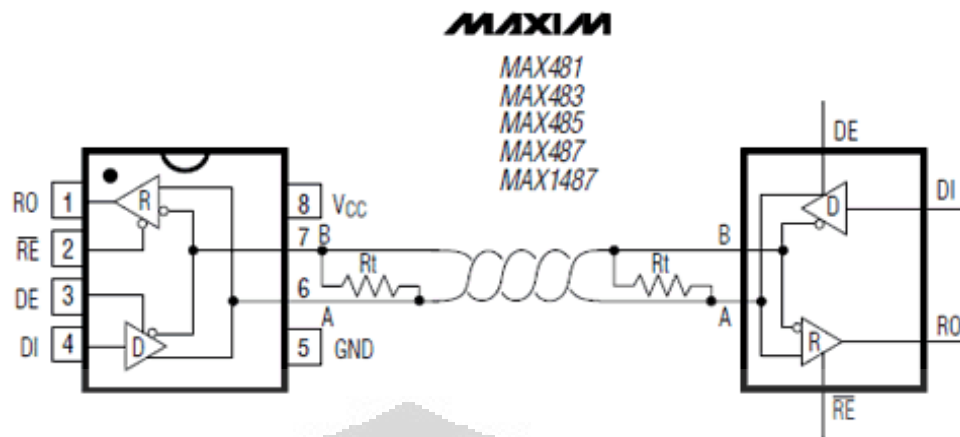 MAXIM
MAX481
MAX483
MAX485
MAX487
MAX1487
DE
RO 1 R 8 VCC D DI
RE 2 7 B Rt B Rt
DE 3 6 A A
DI 4 D 5 GND R RO
RE